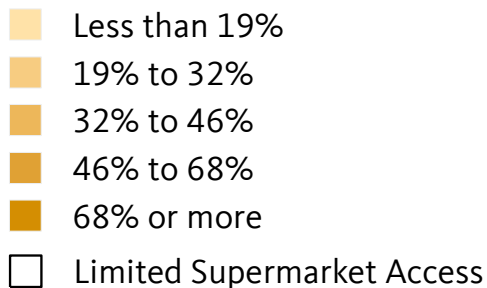 Less than 19%
19% to 32%
32% to 46%
46% to 68%
68% or more
Limited Supermarket Access